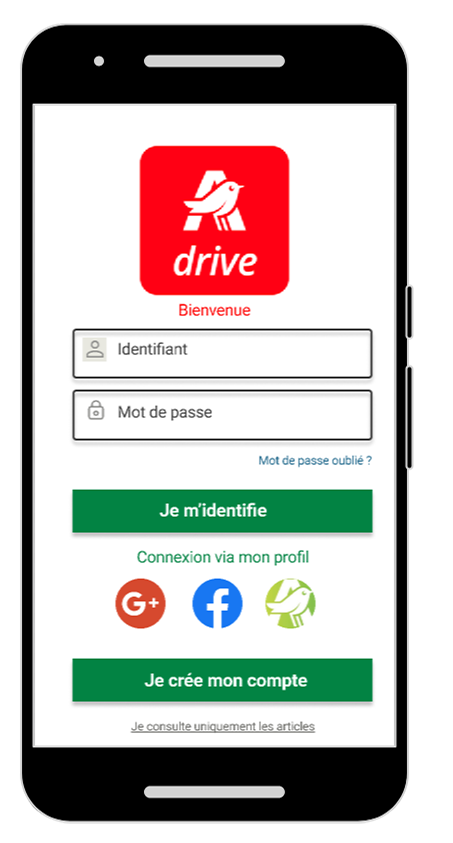 A
drive
Bienvenue
Identifiant
Mot de passe
Mot de passe oublié ?
Je m'identifie
Connexion via mon profil
G+ f
Je crée mon compte
Je consulte uniquement les articles